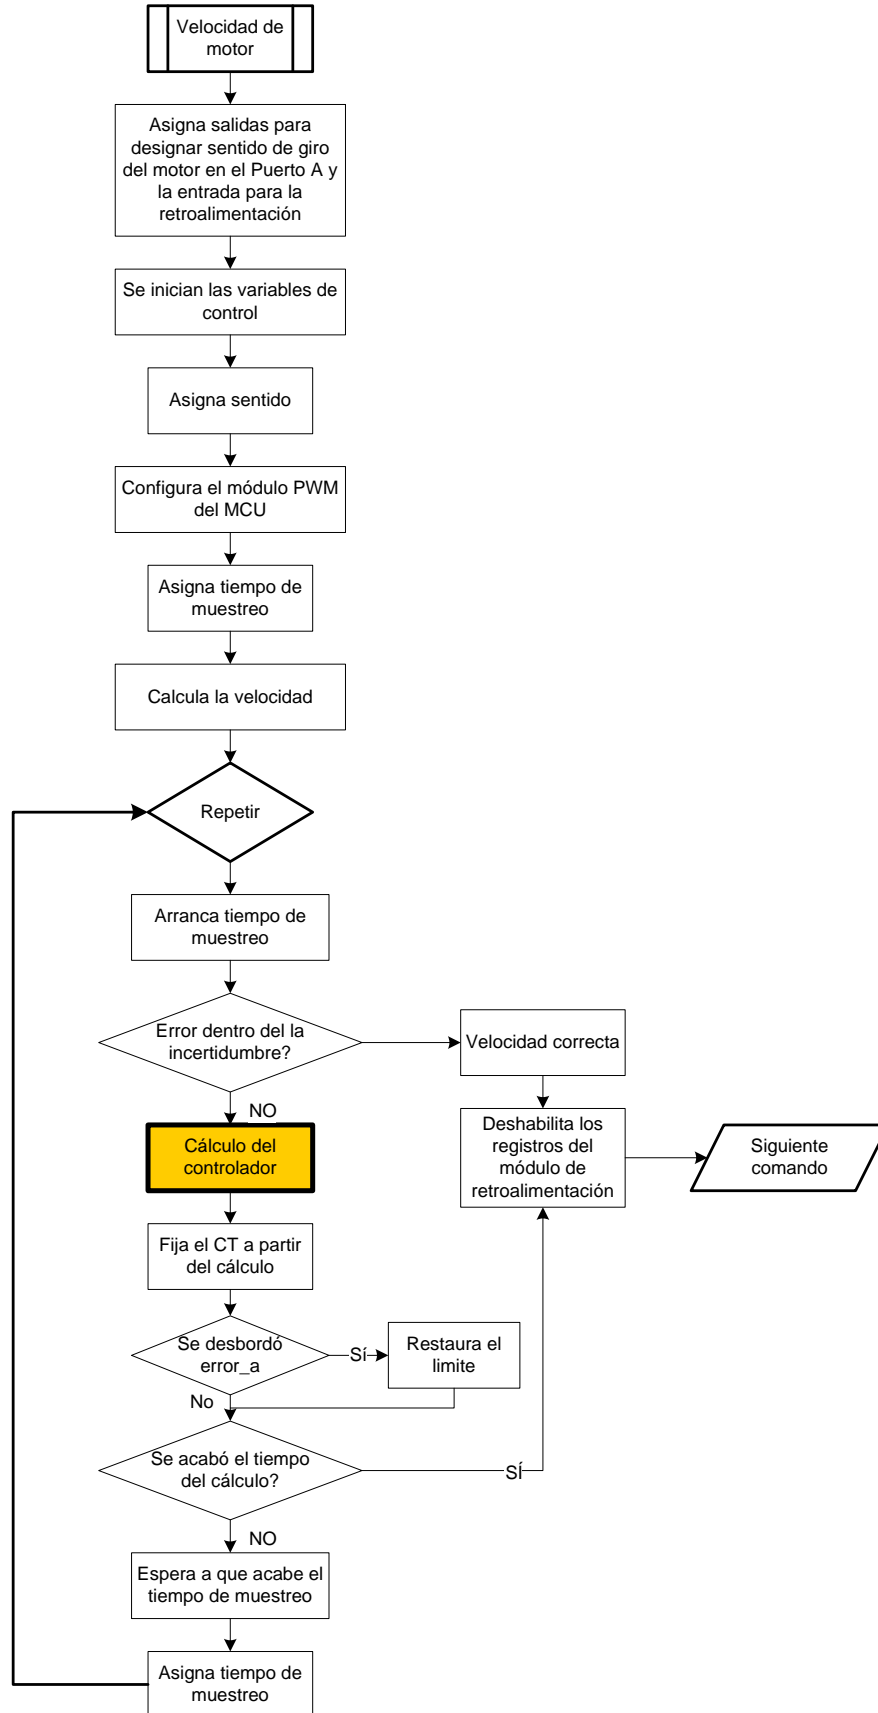 Velocidad de
motor
Asigna salidas para
designar sentido de giro
del motor en el Puerto A y
la entrada para la
retroalimentación
Se inician las variables de
control
Asigna sentido
Configura el módulo PWM
del MCU
Asigna tiempo de
muestreo
Calcula la velocidad
Repetir
Arranca tiempo de
muestreo
Error dentro del la
incertidumbre?
Velocidad correcta
NO
Cálculo del
controlador
Deshabilita los
registros del
módulo de
retroalimentación
Siguiente
comando
Fija el CT a partir
del cálculo
Se desbordó
error_a
Sí
Restaura el
limite
No
Se acabó el tiempo
del cálculo?
SÍ
NO
Espera a que acabe el
tiempo de muestreo
Asigna tiempo de
muestreo